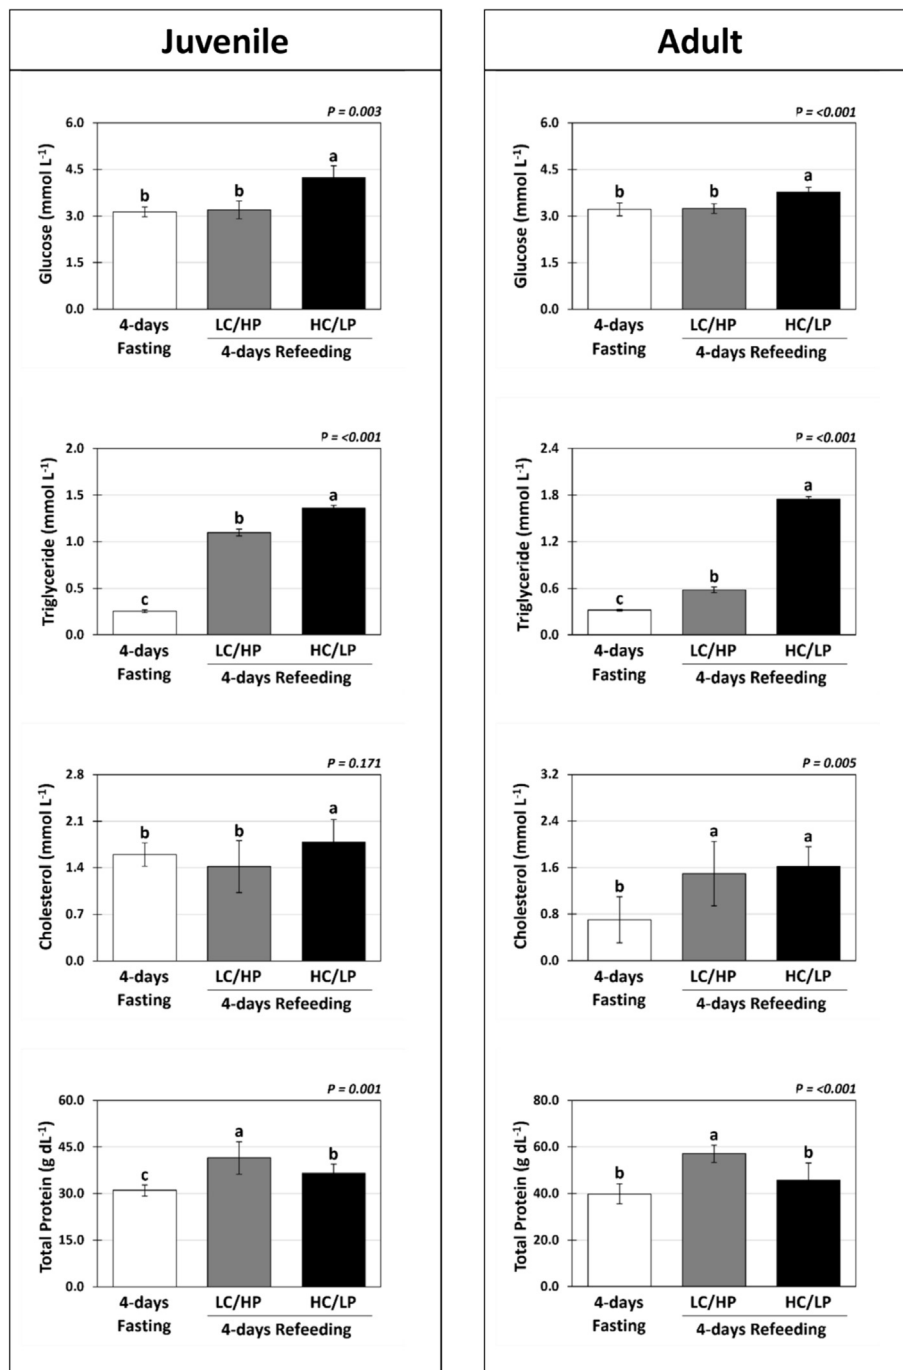 Juvenile
P = 0.003
Glucose (mmol L-1)
6.0
4.5
3.0
1.5
0.0
b
b
a
4-days
Fasting
LC/HP
HC/LP
4-days Refeeding
P = <0.001
Triglyceride (mmol L-1)
2.0
1.5
1.0
0.5
0.0
c
b
a
4-days
Fasting
LC/HP
HC/LP
4-days Refeeding
P = 0.171
Cholesterol (mmol L-1)
2.8
2.1
1.4
0.7
0.0
b
b
a
4-days
Fasting
LC/HP
HC/LP
4-days Refeeding
P = 0.001
Total Protein (g dL-1)
60.0
45.0
30.0
15.0
0.0
c
a
b
4-days
Fasting
LC/HP
HC/LP
4-days Refeeding
Adult
P = <0.001
Glucose (mmol L-1)
6.0
4.5
3.0
1.5
0.0
b
b
a
4-days
Fasting
LC/HP
HC/LP
4-days Refeeding
P = <0.001
Triglyceride (mmol L-1)
2.4
1.8
1.2
0.6
0.0
c
b
a
4-days
Fasting
LC/HP
HC/LP
4-days Refeeding
P = 0.005
Cholesterol (mmol L-1)
3.2
2.4
1.6
0.8
0.0
b
a
a
4-days
Fasting
LC/HP
HC/LP
4-days Refeeding
P = <0.001
Total Protein (g dL-1)
80.0
60.0
40.0
20.0
0.0
b
a
b
4-days
Fasting
LC/HP
HC/LP
4-days Refeeding